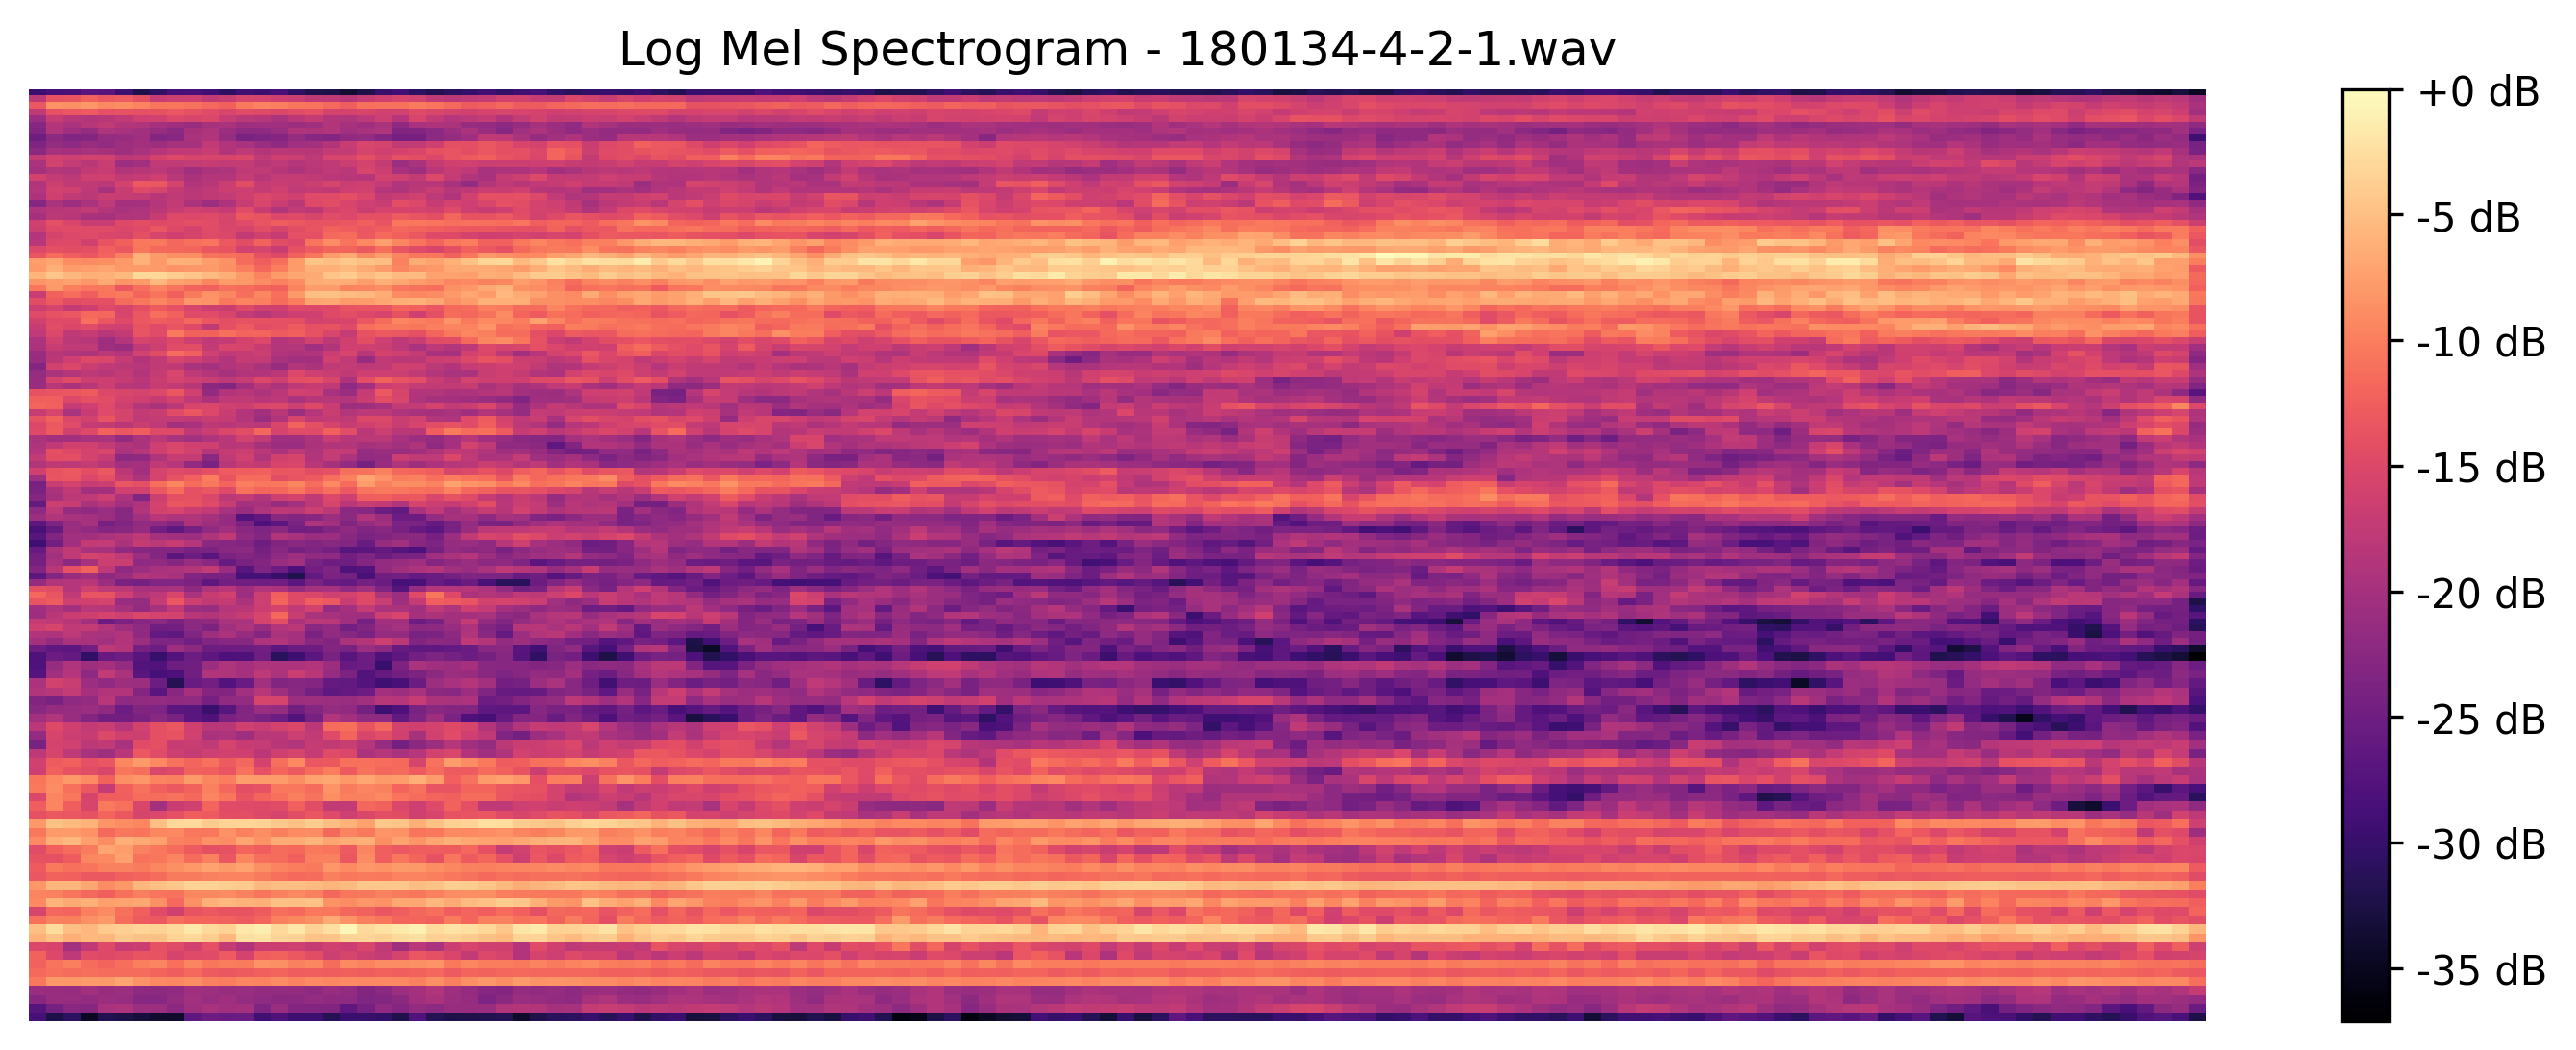 Log Mel Spectrogram - 180134-4-2-1.wav
+0 dB
-5 dB
-10 dB
-15 dB
-20 dB
-25 dB
-30 dB
-35 dB